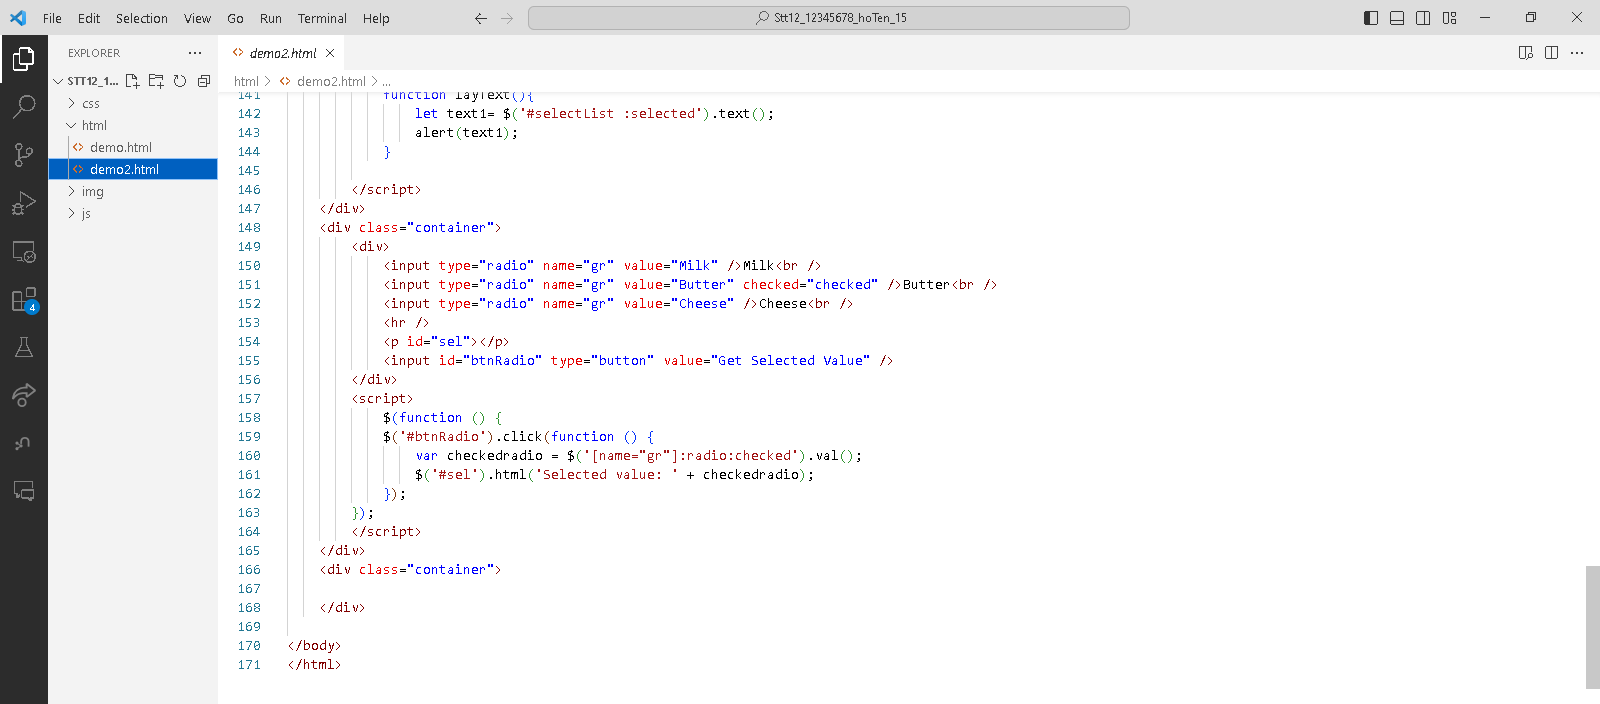 File Edit Selection View Go Run Terminal Help
Stt12_12345678_hoTen_15
EXPLORER
demo2.html
STT12_1...
html > demo2.html > ...
css
html
demo.html
demo2.html
img
js
4
141 function layText(){
142 let text1= $('#selectList :selected').text();
143 alert(text1);
144 }
145
146 </script>
147 </div>
148 <div class="container">
149 <div>
150 <input type="radio" name="gr" value="Milk" />Milk<br />
151 <input type="radio" name="gr" value="Butter" checked="checked" />Butter<br />
152 <input type="radio" name="gr" value="Cheese" />Cheese<br />
153 <hr />
154 <p id="sel"></p>
155 <input id="btnRadio" type="button" value="Get Selected Value" />
156 </div>
157 <script>
158 $(function () {
159 $('#btnRadio').click(function () {
160 var checkedradio = $('[name="gr"]:radio:checked').val();
161 $('#sel').html('Selected value: ' + checkedradio);
162 });
163 });
164 </script>
165 </div>
166 <div class="container">
167
168 </div>
169
170 </body>
171 </html>